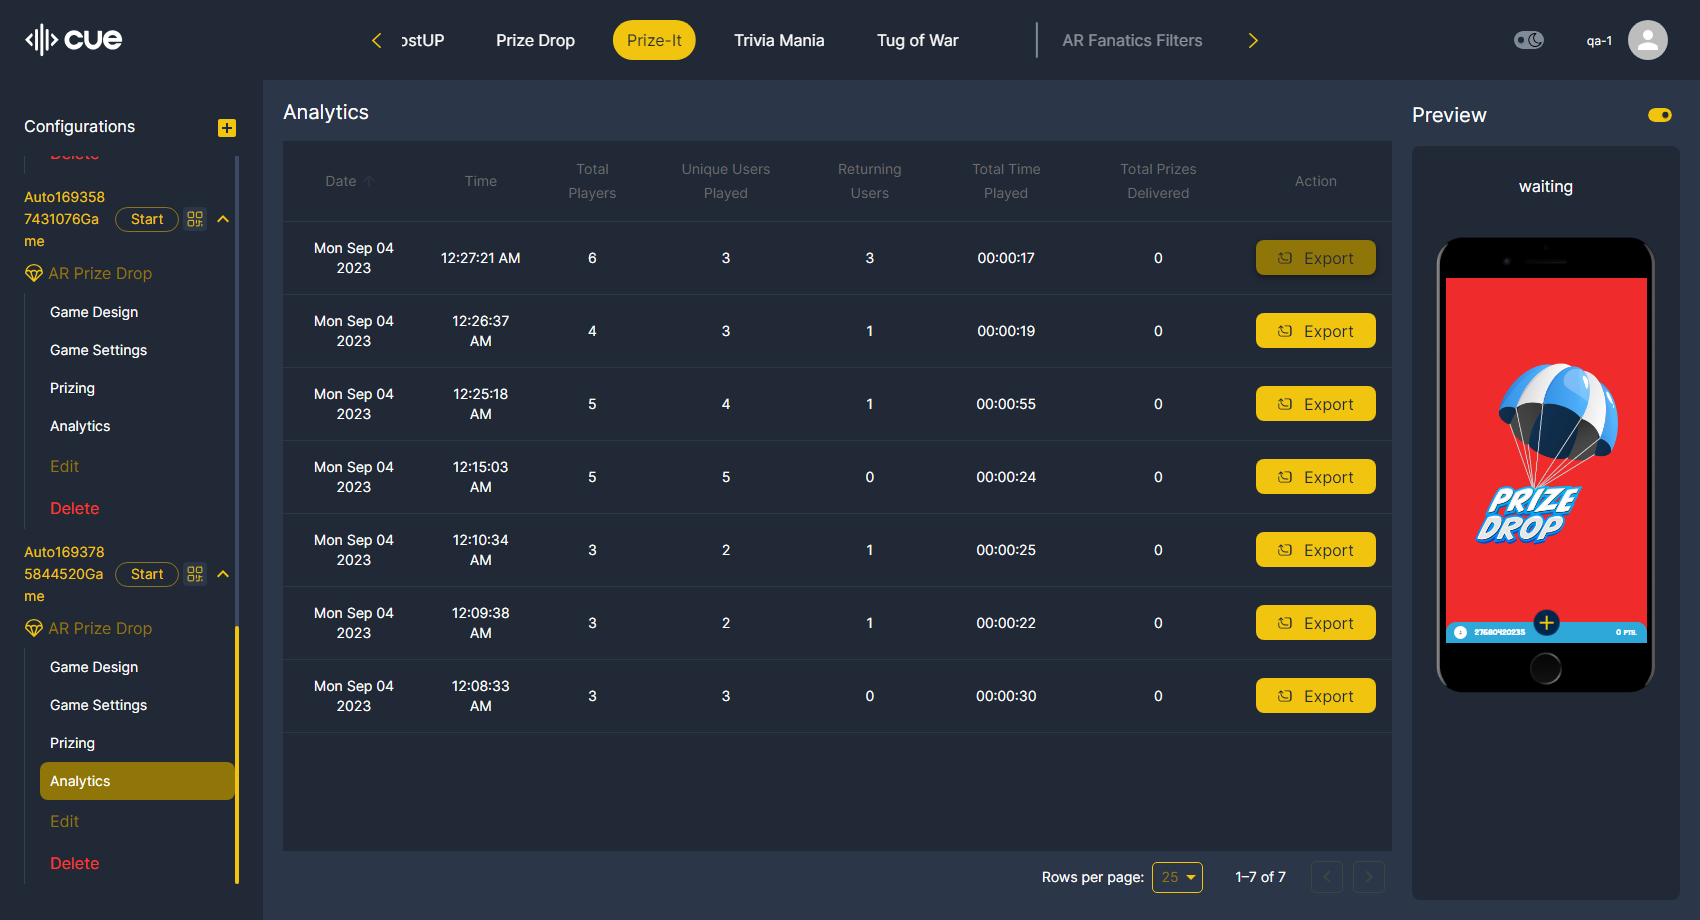 cue
ostUP
Prize Drop
Prize-It
Trivia Mania
Tug of War
AR Fanatics Filters
qa-1
Configurations
Delete
Auto169358
7431076Ga
me
Start
AR Prize Drop
Game Design
Game Settings
Prizing
Analytics
Edit
Delete
Auto169378
5844520Ga
me
Start
AR Prize Drop
Game Design
Game Settings
Prizing
Analytics
Edit
Delete
Analytics
Date
Time
Total
Players
Unique Users
Played
Returning
Users
Total Time
Played
Total Prizes
Delivered
Action
Mon Sep 04
2023
12:27:21 AM
6
3
3
00:00:17
0
Export
Mon Sep 04
2023
12:26:37
AM
4
3
1
00:00:19
0
Export
Mon Sep 04
2023
12:25:18
AM
5
4
1
00:00:55
0
Export
Mon Sep 04
2023
12:15:03
AM
5
5
0
00:00:24
0
Export
Mon Sep 04
2023
12:10:34
AM
3
2
1
00:00:25
0
Export
Mon Sep 04
2023
12:09:38
AM
3
2
1
00:00:22
0
Export
Mon Sep 04
2023
12:08:33
AM
3
3
0
00:00:30
0
Export
Rows per page:
25
1–7 of 7
Preview
waiting
PRIZE
DROP
27680420235
0 PTS.